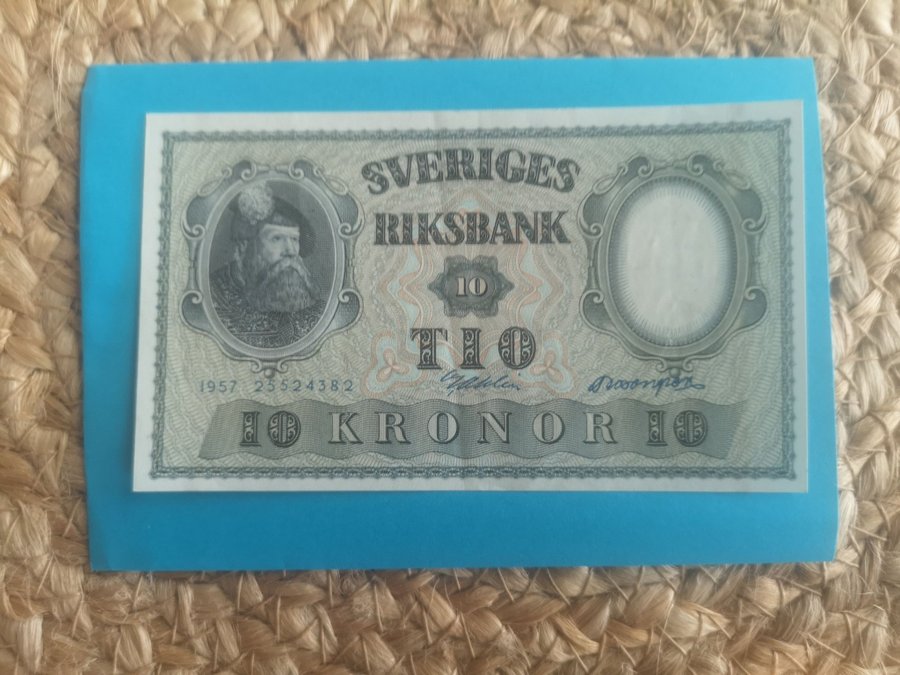 SVERIGES
RIKSBANK
10
TIO
1957 25524382
10 KRONOR 10